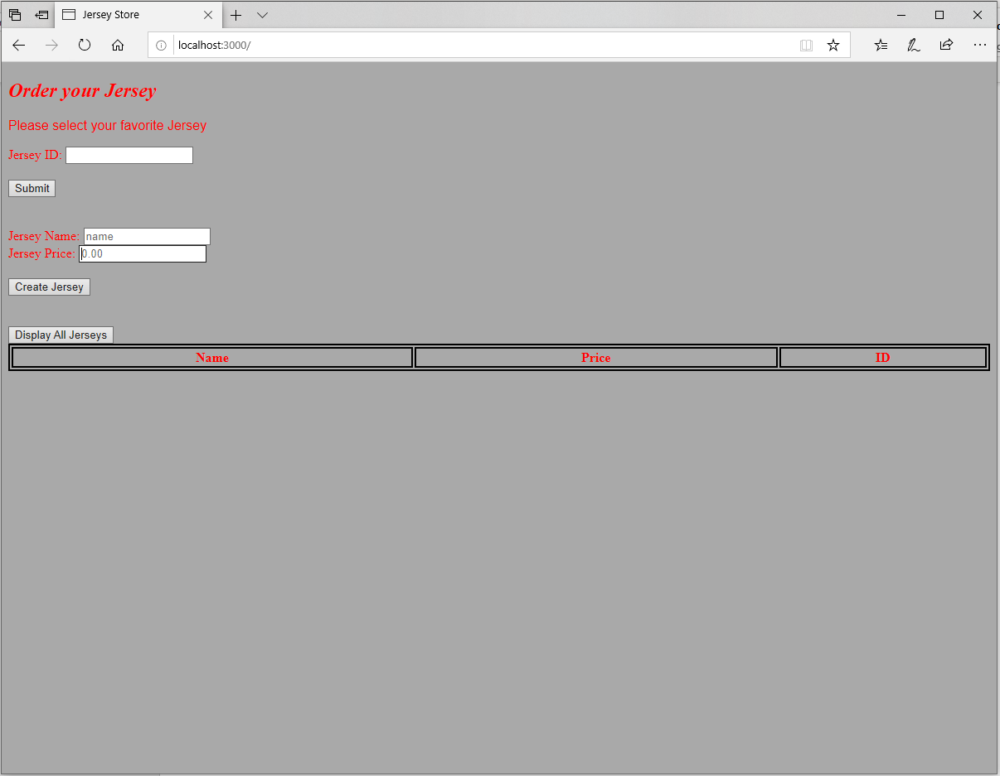 Jersey Store
localhost:3000/
Order your Jersey
Please select your favorite Jersey
Jersey ID:
Submit
Jersey Name: name
Jersey Price: 0.00
Create Jersey
Display All Jerseys
Name Price ID